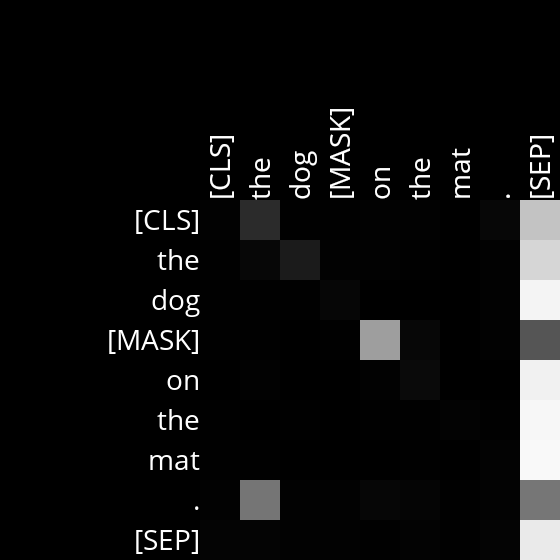 [CLS] the dog [MASK] on the mat . [SEP]
[CLS]
the
dog
[MASK]
on
the
mat
.
[SEP]